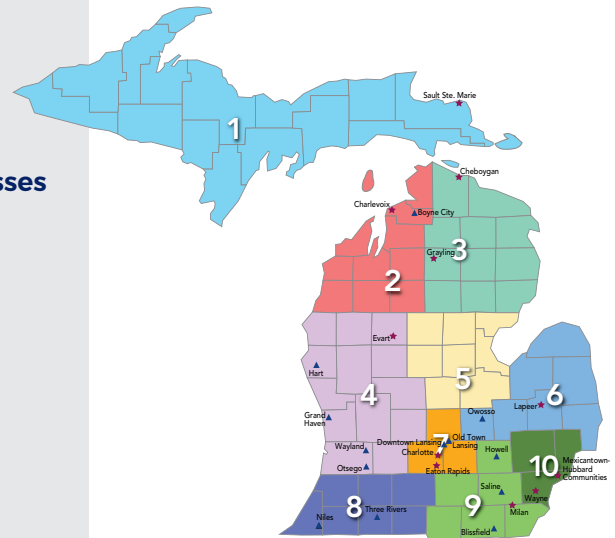 sses
Sault Ste. Marie
1
Cheboygan
Charlevoix
Boyne City
Grayling
3
2
Evart
Hart
5
4
6
Lapeer
Grand
Haven
Owosso
7
Downtown Lansing
Old Town
Lansing
Wayland
Charlotte
Howell
10
Mexicantown-
Hubbard
Communities
Otsego
Eaton Rapids
Saline
Wayne
8
9
Niles
Three Rivers
Milan
Blissfield